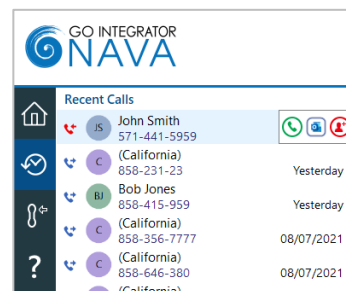 GO INTEGRATOR
NAVA
Recent Calls
JS John Smith
571-441-5959
C (California)
858-231-23 Yesterday
BJ Bob Jones
858-415-959 Yesterday
C (California)
858-356-7777 08/07/2021
? C (California)
858-646-380 08/07/2021
(California)